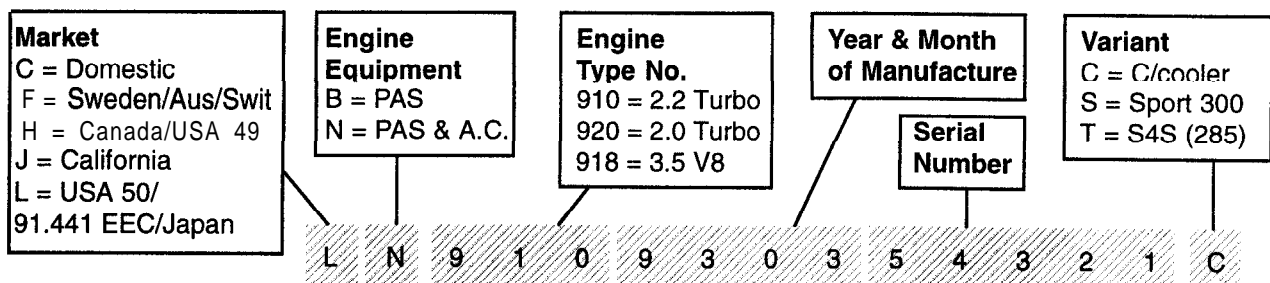 Market
C = Domestic
F = Sweden/Aus/Swit
H = Canada/USA 49
J = California
L = USA 50/
91.441 EEC/Japan
Engine
Equipment
B = PAS
N = PAS & A.C.
Engine
Type No.
910 = 2.2 Turbo
920 = 2.0 Turbo
918 = 3.5 V8
Year & Month
of Manufacture
Serial
Number
Variant
C = C/cooler
S = Sport 300
T = S4S (285)
L N 9 1 0 9 3 0 3 5 4 3 2 1 C